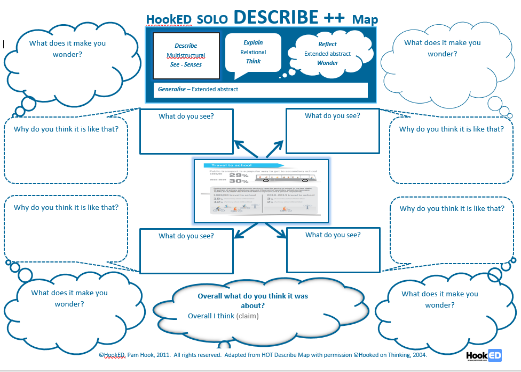 HookED SOLO DESCRIBE ++ Map
What does it make you
wonder?
Describe
Multistructural
See - Senses
Explain
Relational
Think
Reflect
Extended abstract
Wonder
Generalise – Extended abstract
What does it make you
wonder?
Why do you think it is like that?
What do you see?
What do you see?
Why do you think it is like that?
Why do you think it is like that?
What do you see?
What do you see?
Why do you think it is like that?
What does it make you
wonder?
Overall what do you think it was
about?
Overall I think (claim)
What does it make you
wonder?
©HookED, Pam Hook, 2011. All rights reserved. Adapted from HOT Describe Map with permission ©Hooked on Thinking, 2004.
HookED